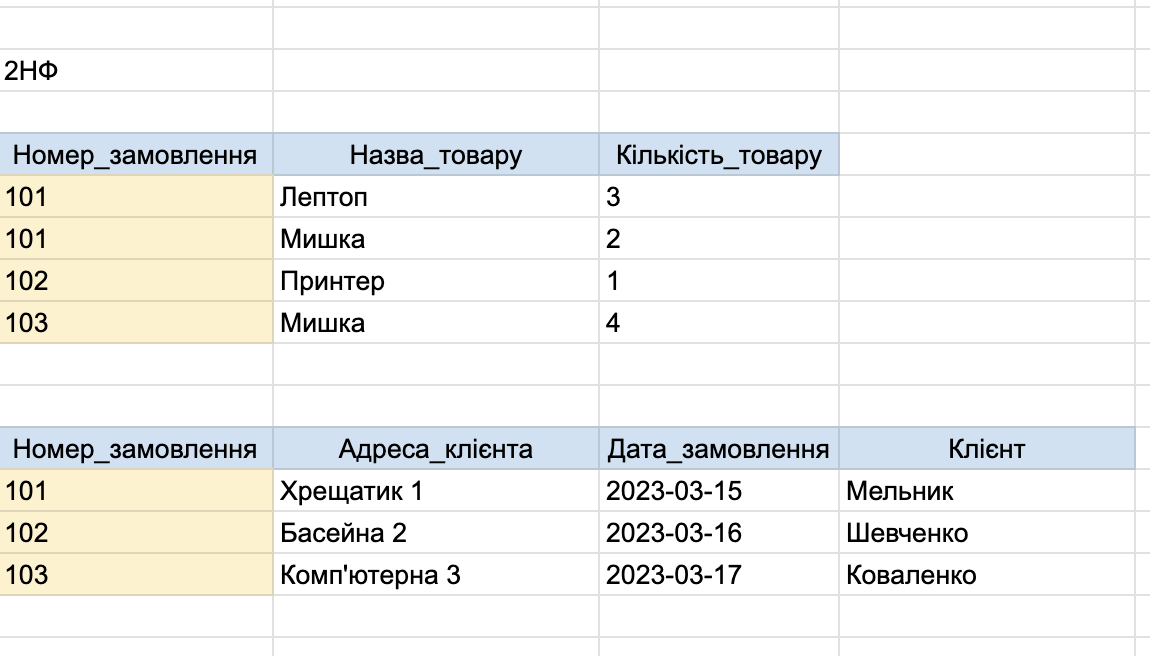 2НФ
Номер_замовлення Назва_товару Кількість_товару
101 Лептоп 3
101 Мишка 2
102 Принтер 1
103 Мишка 4
Номер_замовлення Адреса_клієнта Дата_замовлення Клієнт
101 Хрещатик 1 2023-03-15 Мельник
102 Басейна 2 2023-03-16 Шевченко
103 Комп'ютерна 3 2023-03-17 Коваленко